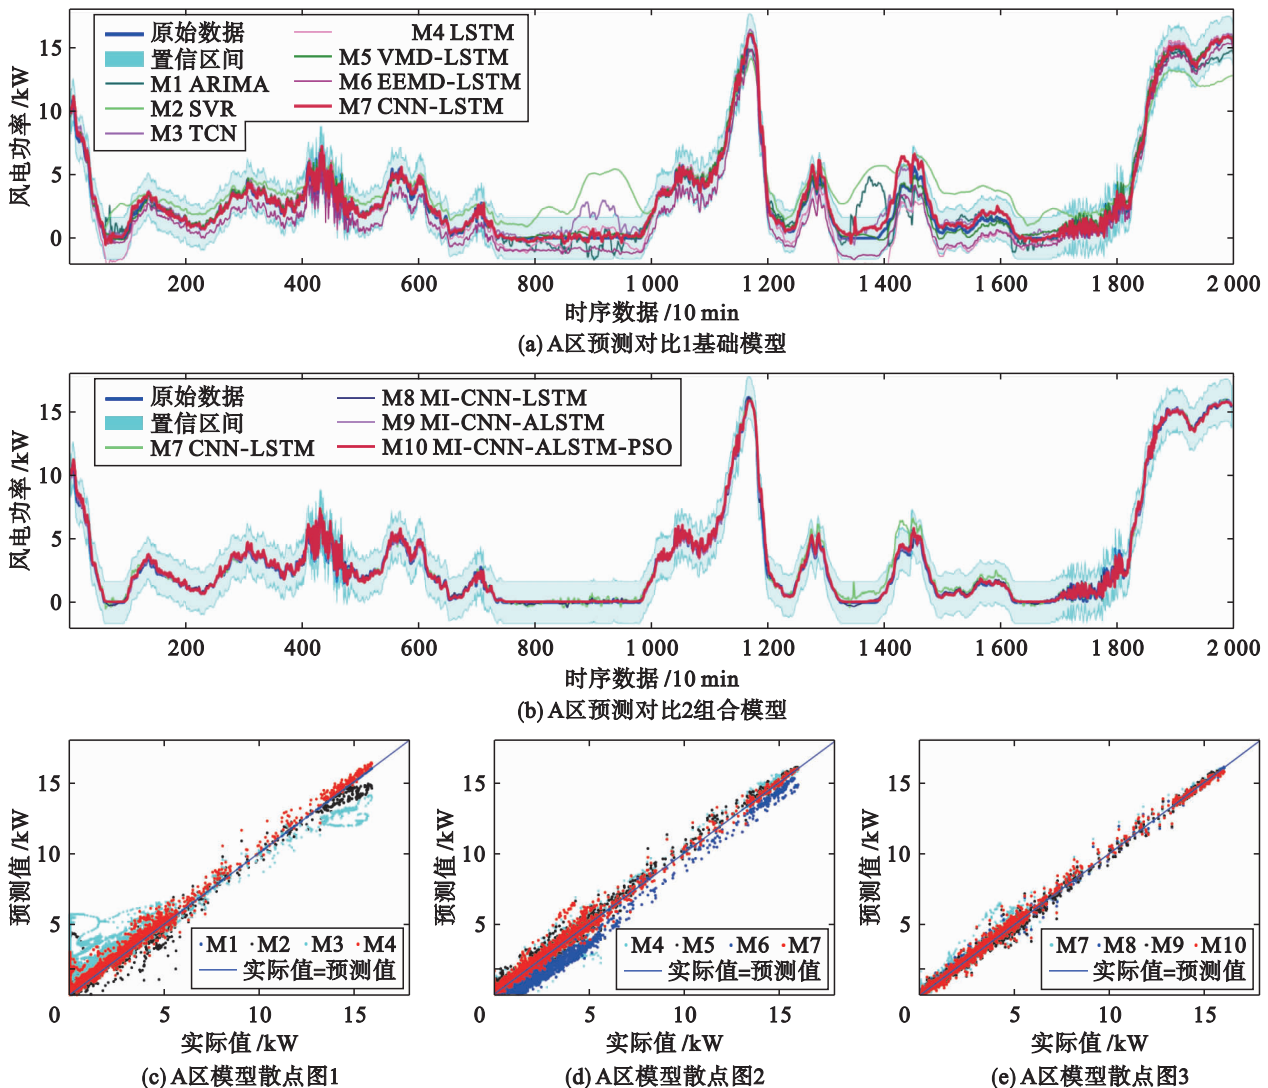 原始数据
置信区间
M1 ARIMA
M2 SVR
M3 TCN
M4 LSTM
M5 VMD-LSTM
M6 EEMD-LSTM
M7 CNN-LSTM
风电功率 /kW
15
10
5
0
200 400 600 800 1 000 1 200 1 400 1 600 1 800 2 000
时序数据 /10 min
(a) A区预测对比1基础模型
原始数据
置信区间
M7 CNN-LSTM
M8 MI-CNN-LSTM
M9 MI-CNN-ALSTM
M10 MI-CNN-ALSTM-PSO
风电功率 /kW
15
10
5
0
200 400 600 800 1 000 1 200 1 400 1 600 1 800 2 000
时序数据 /10 min
(b) A区预测对比2组合模型
预测值 /kW
15
10
5
M1 M2 M3 M4
实际值=预测值
0 5 10 15
实际值 /kW
(c) A区模型散点图1
预测值 /kW
15
10
5
M4 M5 M6 M7
实际值=预测值
0 5 10 15
实际值 /kW
(d) A区模型散点图2
预测值 /kW
15
10
5
M7 M8 M9 M10
实际值=预测值
0 5 10 15
实际值 /kW
(e) A区模型散点图3